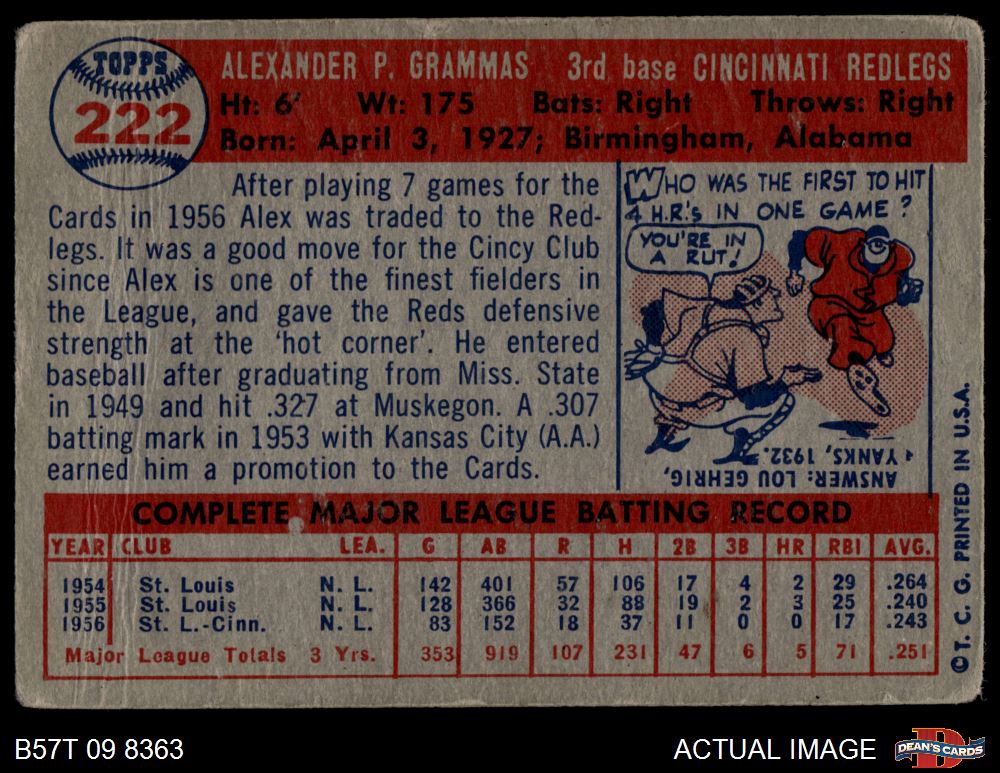 TOPPS
222
ALEXANDER P. GRAMMAS 3rd base CINCINNATI REDLEGS
Ht: 6' Wt: 175 Bats: Right Throws: Right
Born: April 3, 1927; Birmingham, Alabama
After playing 7 games for the
Cards in 1956 Alex was traded to the Red-
legs. It was a good move for the Cincy Club
since Alex is one of the finest fielders in
the League, and gave the Reds defensive
strength at the 'hot corner'. He entered
baseball after graduating from Miss. State
in 1949 and hit .327 at Muskegon. A .307
batting mark in 1953 with Kansas City (A.A.)
earned him a promotion to the Cards.
WHO WAS THE FIRST TO HIT
4 H.R.'s IN ONE GAME?
YOU'RE IN
A RUT!
ANSWER: LOU GEHRIG,
YANKS, 1932.
COMPLETE MAJOR LEAGUE BATTING RECORD
YEAR CLUB LEA. G AB R H 2B 3B HR RBI AVG.
1954 St. Louis N. L. 142 401 57 106 17 4 2 29 .264
1955 St. Louis N. L. 128 366 32 88 19 2 3 25 .240
1956 St. L.-Cinn. N. L. 83 152 18 37 11 0 0 17 .243
Major League Totals 3 Yrs. 353 919 107 231 47 6 5 71 .251
© T. C. G. PRINTED IN U.S.A.
B57T 09 8363
ACTUAL IMAGE
D
DEAN'S CARDS